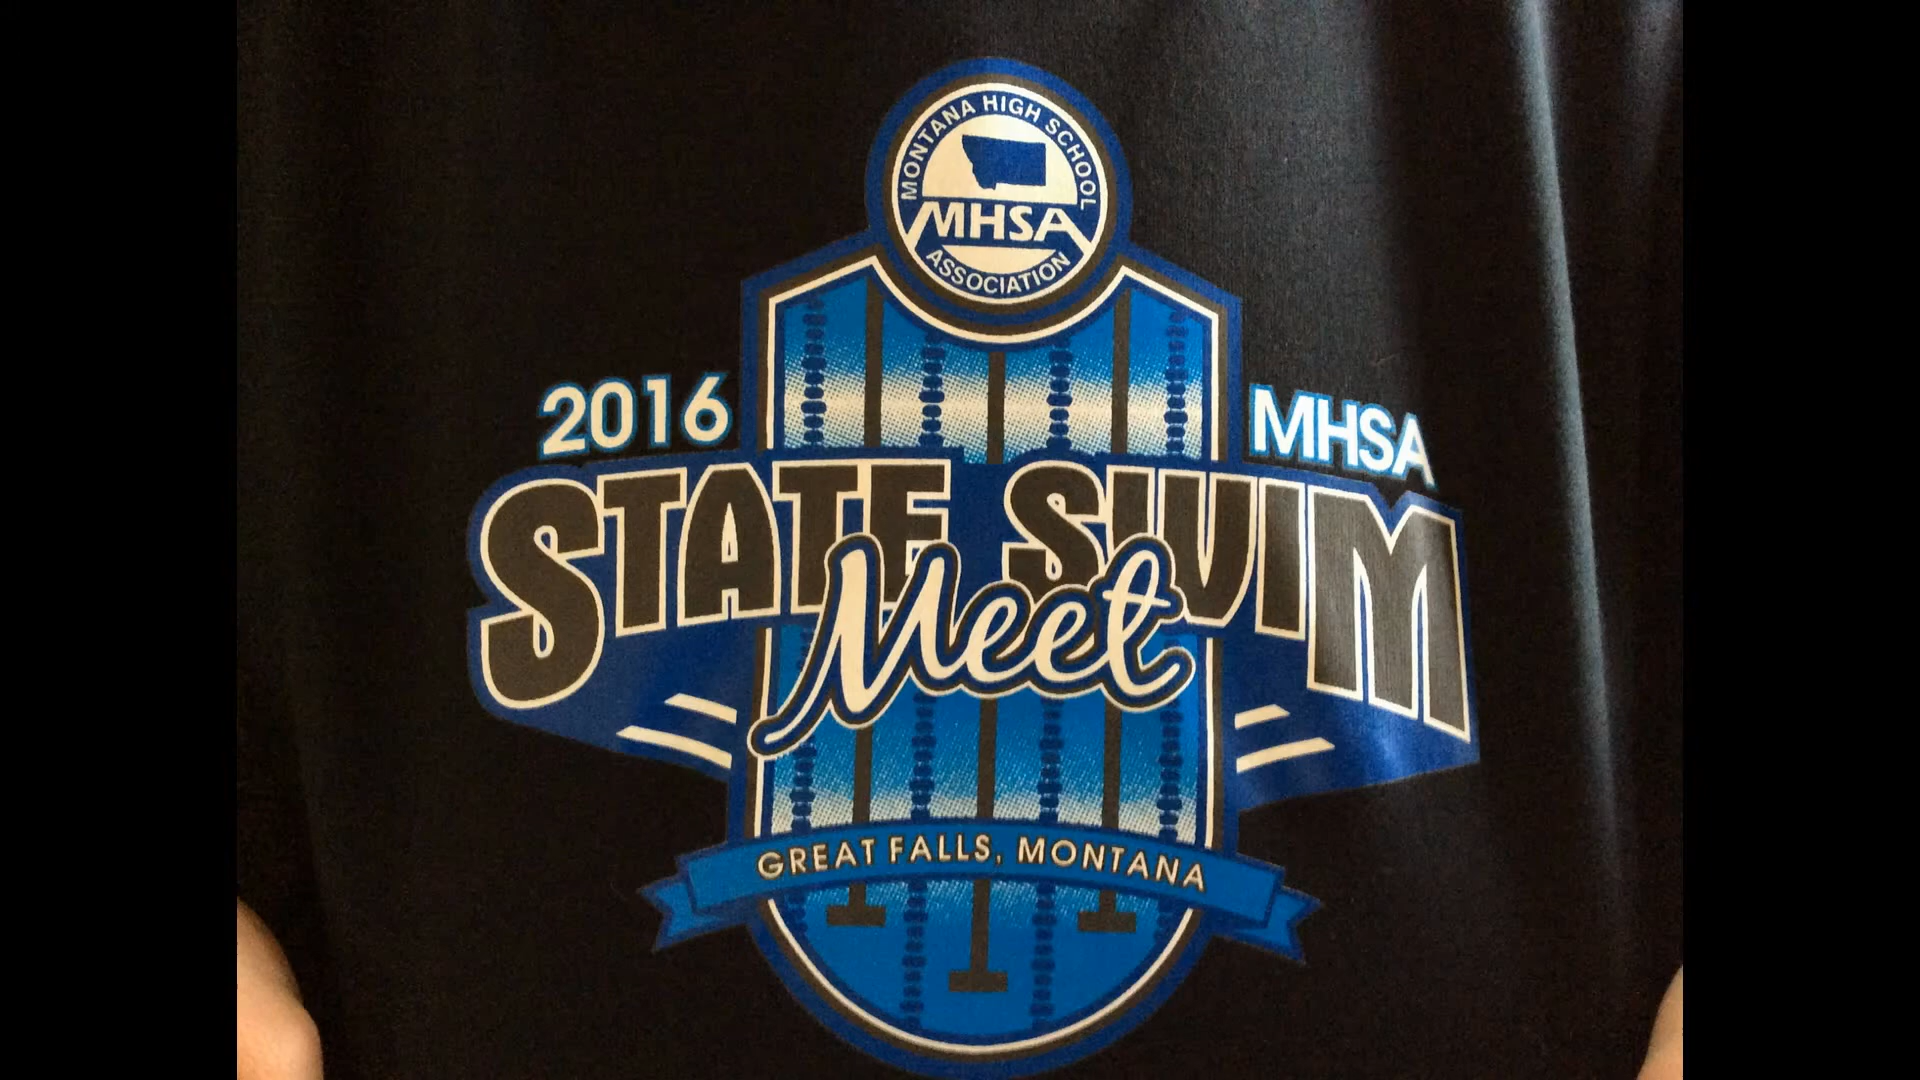 MONTANA HIGH SCHOOL
MHSA
ASSOCIATION
2016 MHSA
STATE SWIM
Meet
GREAT FALLS, MONTANA